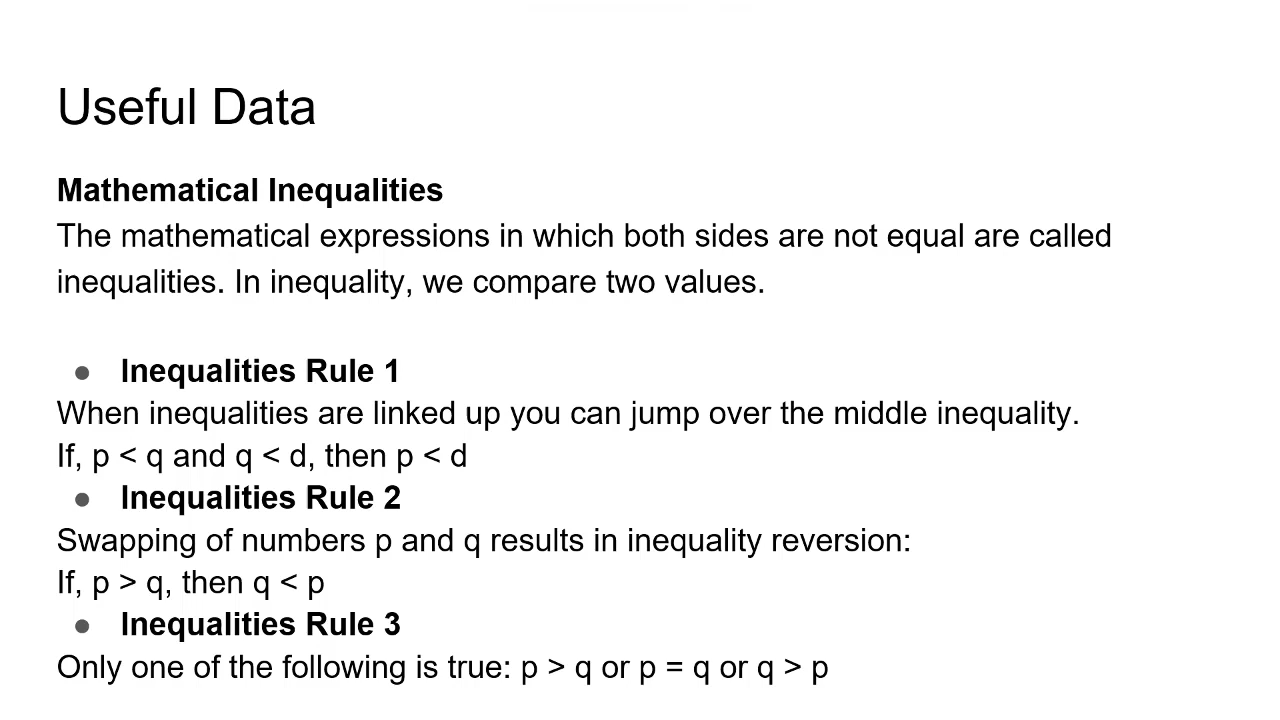 Useful Data
Mathematical Inequalities
The mathematical expressions in which both sides are not equal are called
inequalities. In inequality, we compare two values.
● Inequalities Rule 1
When inequalities are linked up you can jump over the middle inequality.
If, p < q and q < d, then p < d
● Inequalities Rule 2
Swapping of numbers p and q results in inequality reversion:
If, p > q, then q < p
● Inequalities Rule 3
Only one of the following is true: p > q or p = q or q > p